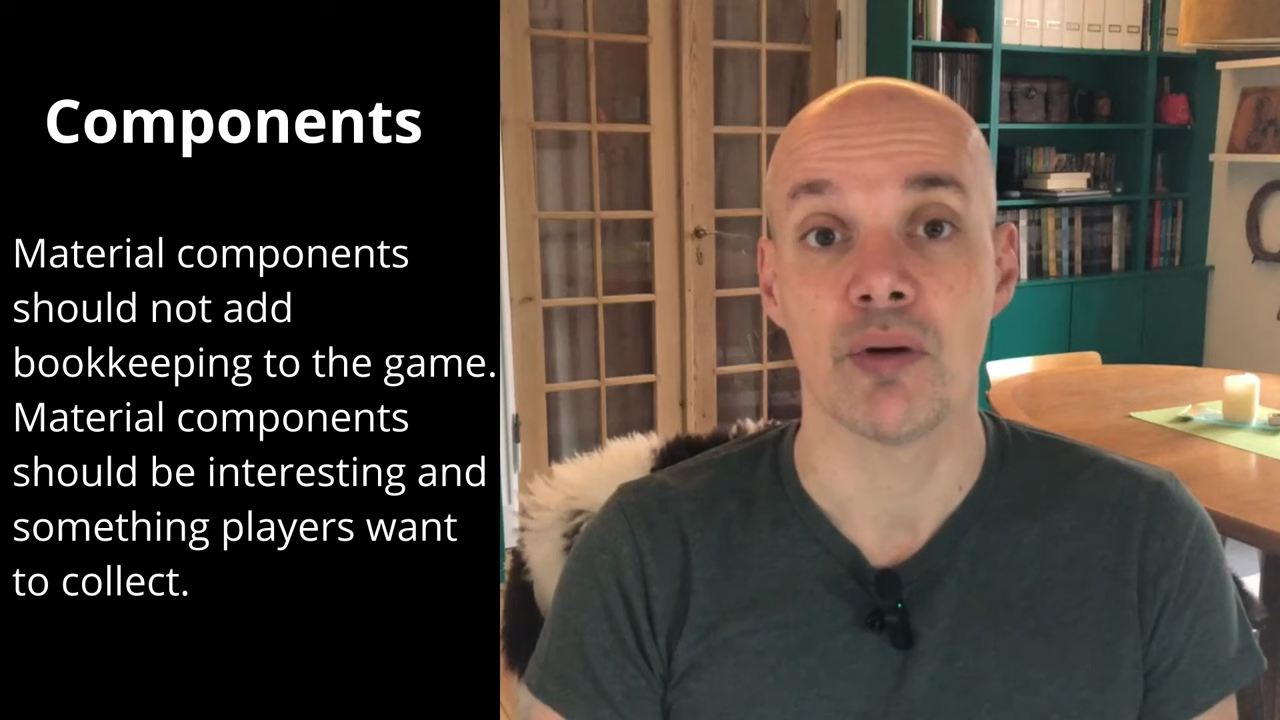 Components
Material components
should not add
bookkeeping to the game.
Material components
should be interesting and
something players want
to collect.